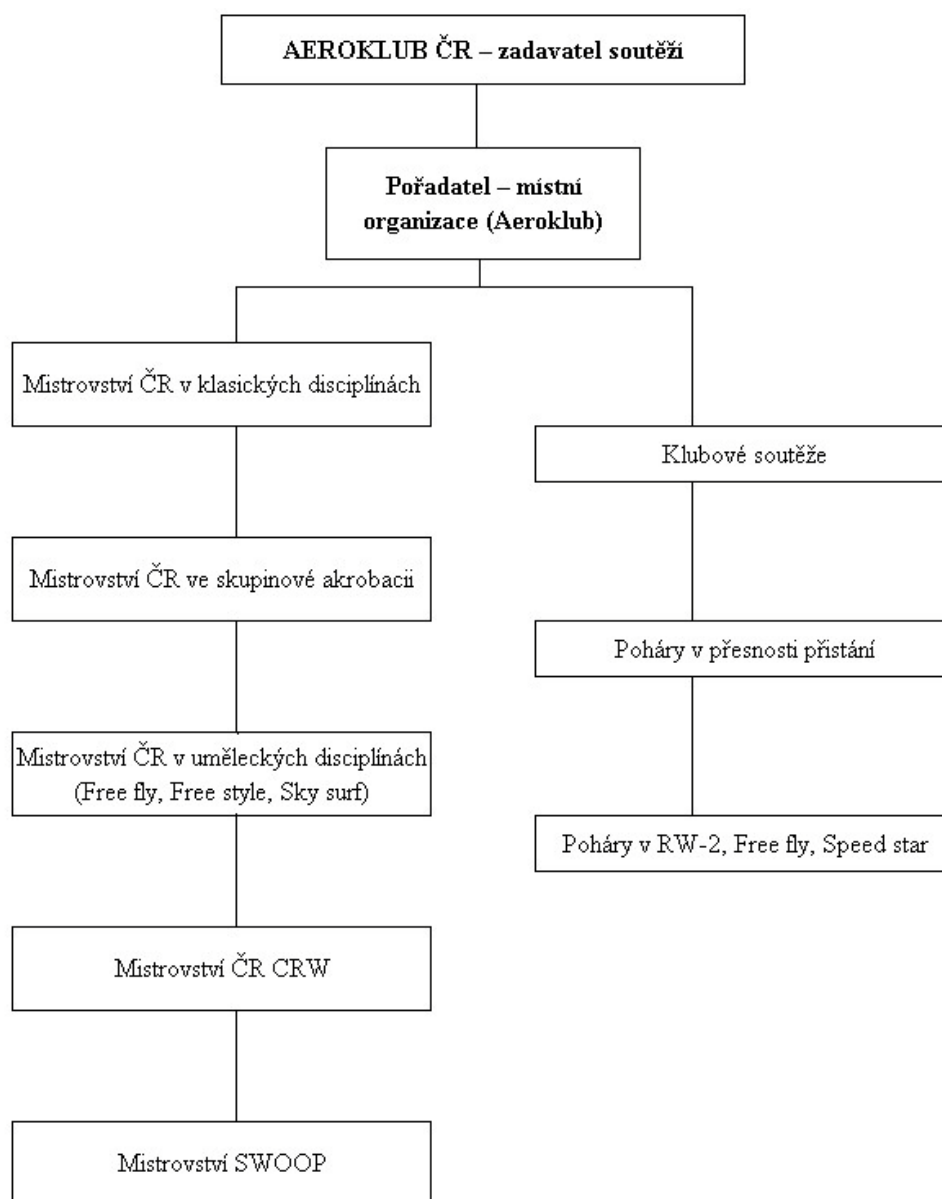 AEROKLUB ČR – zadavatel soutěží
Pořadatel – místní
organizace (Aeroklub)
Mistrovství ČR v klasických disciplínách
Klubové soutěže
Mistrovství ČR ve skupinové akrobacii
Poháry v přesnosti přistání
Mistrovství ČR v uměleckých disciplínách
(Free fly, Free style, Sky surf)
Poháry v RW-2, Free fly, Speed star
Mistrovství ČR CRW
Mistrovství SWOOP